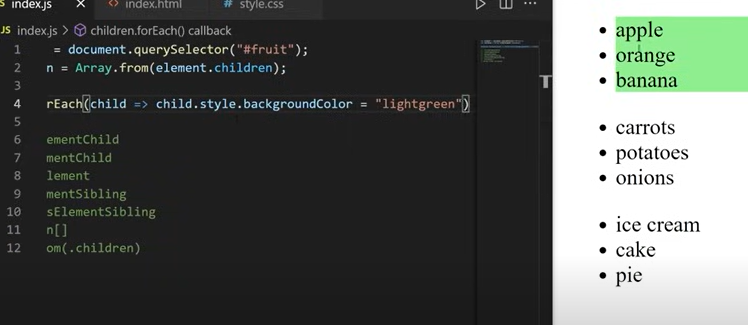 index.js
index.html
# style.css
JS index.js > children.forEach() callback
1 = document.querySelector("#fruit");
2 n = Array.from(element.children);
3
4 rEach(child => child.style.backgroundColor = "lightgreen")
5
6 ementChild
7 mentChild
8 lement
9 mentSibling
10 sElementSibling
11 n[]
12 om(.children)
T
• apple
• orange
• banana
• carrots
• potatoes
• onions
• ice cream
• cake
• pie